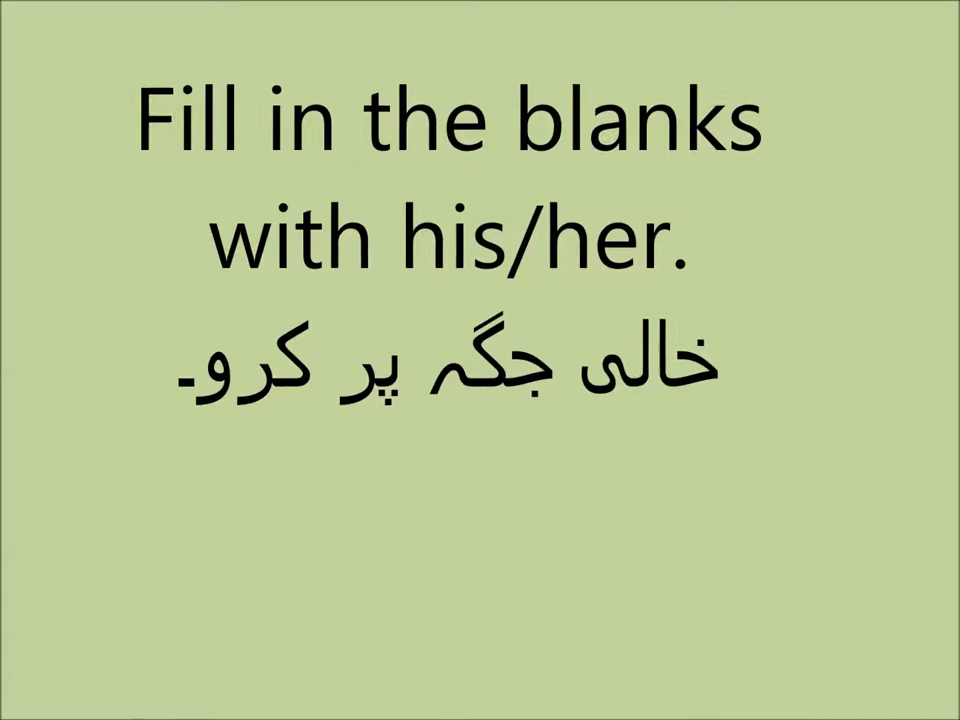 Fill in the blanks
with his/her.
خالی جگہ پر کرو۔